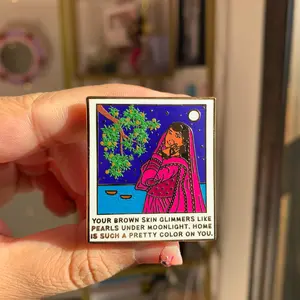 YOUR BROWN SKIN GLIMMERS LIKE
PEARLS UNDER MOONLIGHT. HOME
IS SUCH A PRETTY COLOR ON YOU.